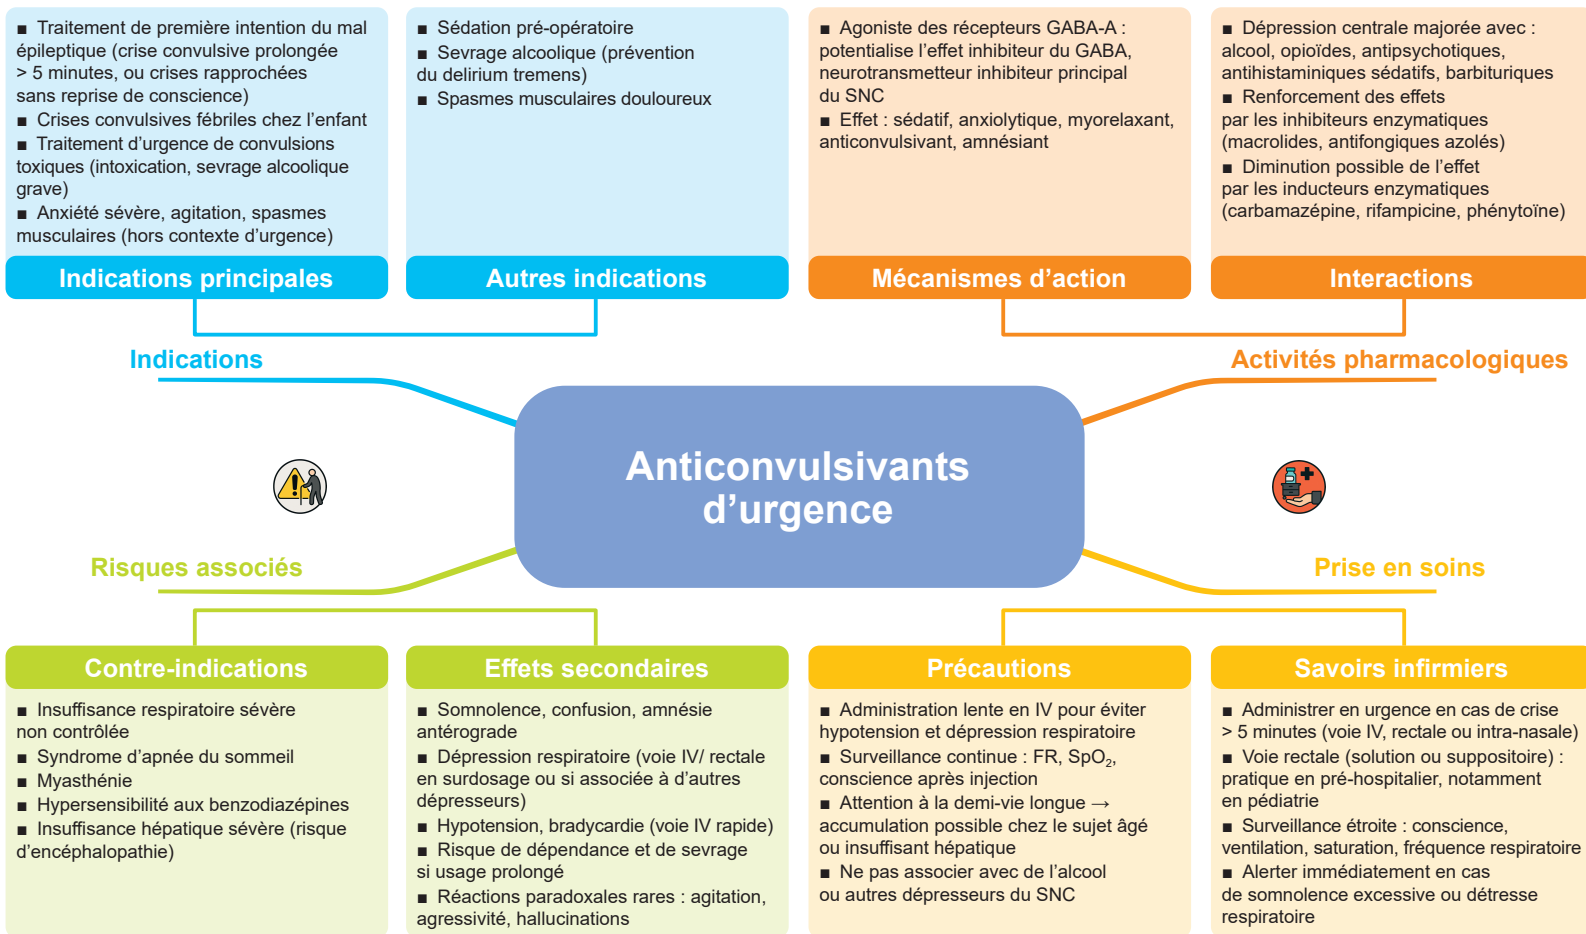 ■ Traitement de première intention du mal
épileptique (crise convulsive prolongée
> 5 minutes, ou crises rapprochées
sans reprise de conscience)
■ Crises convulsives fébriles chez l’enfant
■ Traitement d’urgence de convulsions
toxiques (intoxication, sevrage alcoolique
grave)
■ Anxiété sévère, agitation, spasmes
musculaires (hors contexte d’urgence)
Indications principales
■ Sédation pré-opératoire
■ Sevrage alcoolique (prévention
du delirium tremens)
■ Spasmes musculaires douloureux
Autres indications
■ Agoniste des récepteurs GABA-A :
potentialise l’effet inhibiteur du GABA,
neurotransmetteur inhibiteur principal
du SNC
■ Effet : sédatif, anxiolytique, myorelaxant,
anticonvulsivant, amnésiant
Mécanismes d’action
■ Dépression centrale majorée avec :
alcool, opioïdes, antipsychotiques,
antihistaminiques sédatifs, barbituriques
■ Renforcement des effets
par les inhibiteurs enzymatiques
(macrolides, antifongiques azolés)
■ Diminution possible de l’effet
par les inducteurs enzymatiques
(carbamazépine, rifampicine, phénytoïne)
Interactions
Indications
Activités pharmacologiques
Anticonvulsivants
d’urgence
Risques associés
Prise en soins
Contre-indications
■ Insuffisance respiratoire sévère
non contrôlée
■ Syndrome d’apnée du sommeil
■ Myasthénie
■ Hypersensibilité aux benzodiazépines
■ Insuffisance hépatique sévère (risque
d’encéphalopathie)
Effets secondaires
■ Somnolence, confusion, amnésie
antérograde
■ Dépression respiratoire (voie IV/ rectale
en surdosage ou si associée à d’autres
dépresseurs)
■ Hypotension, bradycardie (voie IV rapide)
■ Risque de dépendance et de sevrage
si usage prolongé
■ Réactions paradoxales rares : agitation,
agressivité, hallucinations
Précautions
■ Administration lente en IV pour éviter
hypotension et dépression respiratoire
■ Surveillance continue : FR, SpO₂,
conscience après injection
■ Attention à la demi-vie longue →
accumulation possible chez le sujet âgé
ou insuffisant hépatique
■ Ne pas associer avec de l’alcool
ou autres dépresseurs du SNC
Savoirs infirmiers
■ Administrer en urgence en cas de crise
> 5 minutes (voie IV, rectale ou intra-nasale)
■ Voie rectale (solution ou suppositoire) :
pratique en pré-hospitalier, notamment
en pédiatrie
■ Surveillance étroite : conscience,
ventilation, saturation, fréquence respiratoire
■ Alerter immédiatement en cas
de somnolence excessive ou détresse
respiratoire